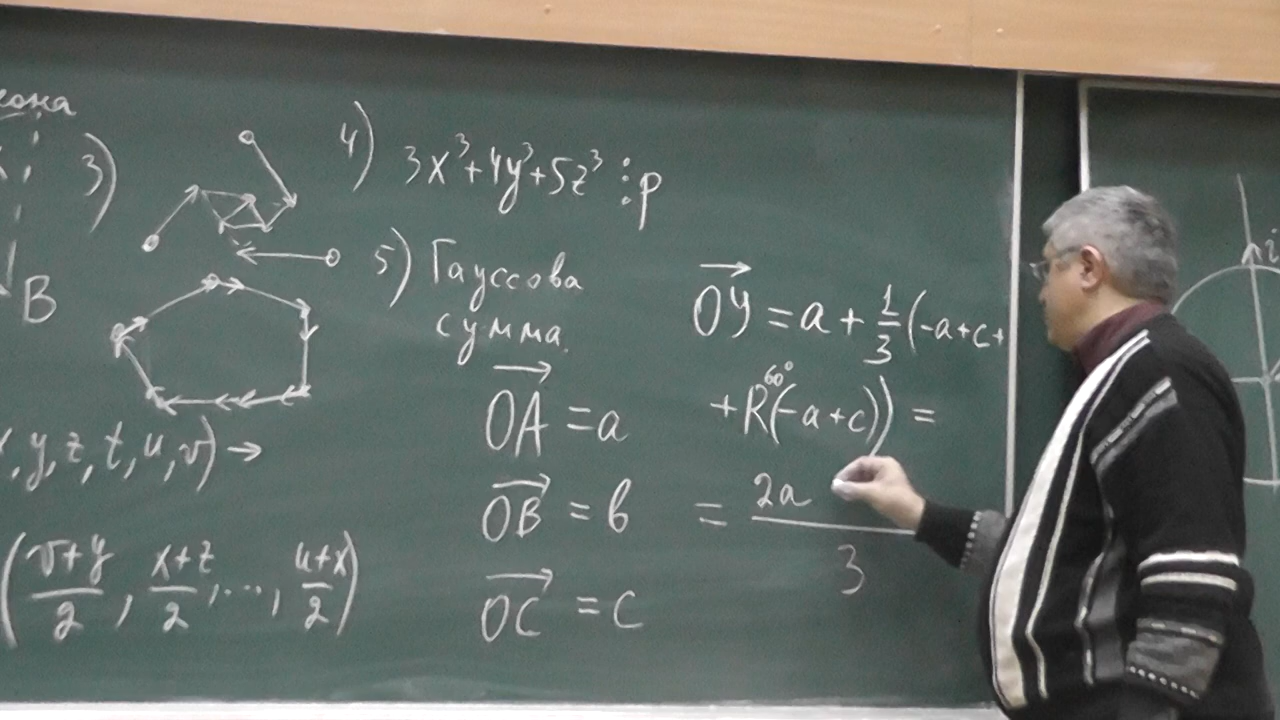 3)
B
, y, z, t, u, v) →
(v+y/2, x+z/2, ..., u+x/2)
4) 3x³+4y³+5z³ ⋮ p
5) Гауссова
сумма.
OA = a
OB = b
OC = c
OY = a + 1/3(-a+c+
+R^60°(-a+c)) =
= 2a/3
i